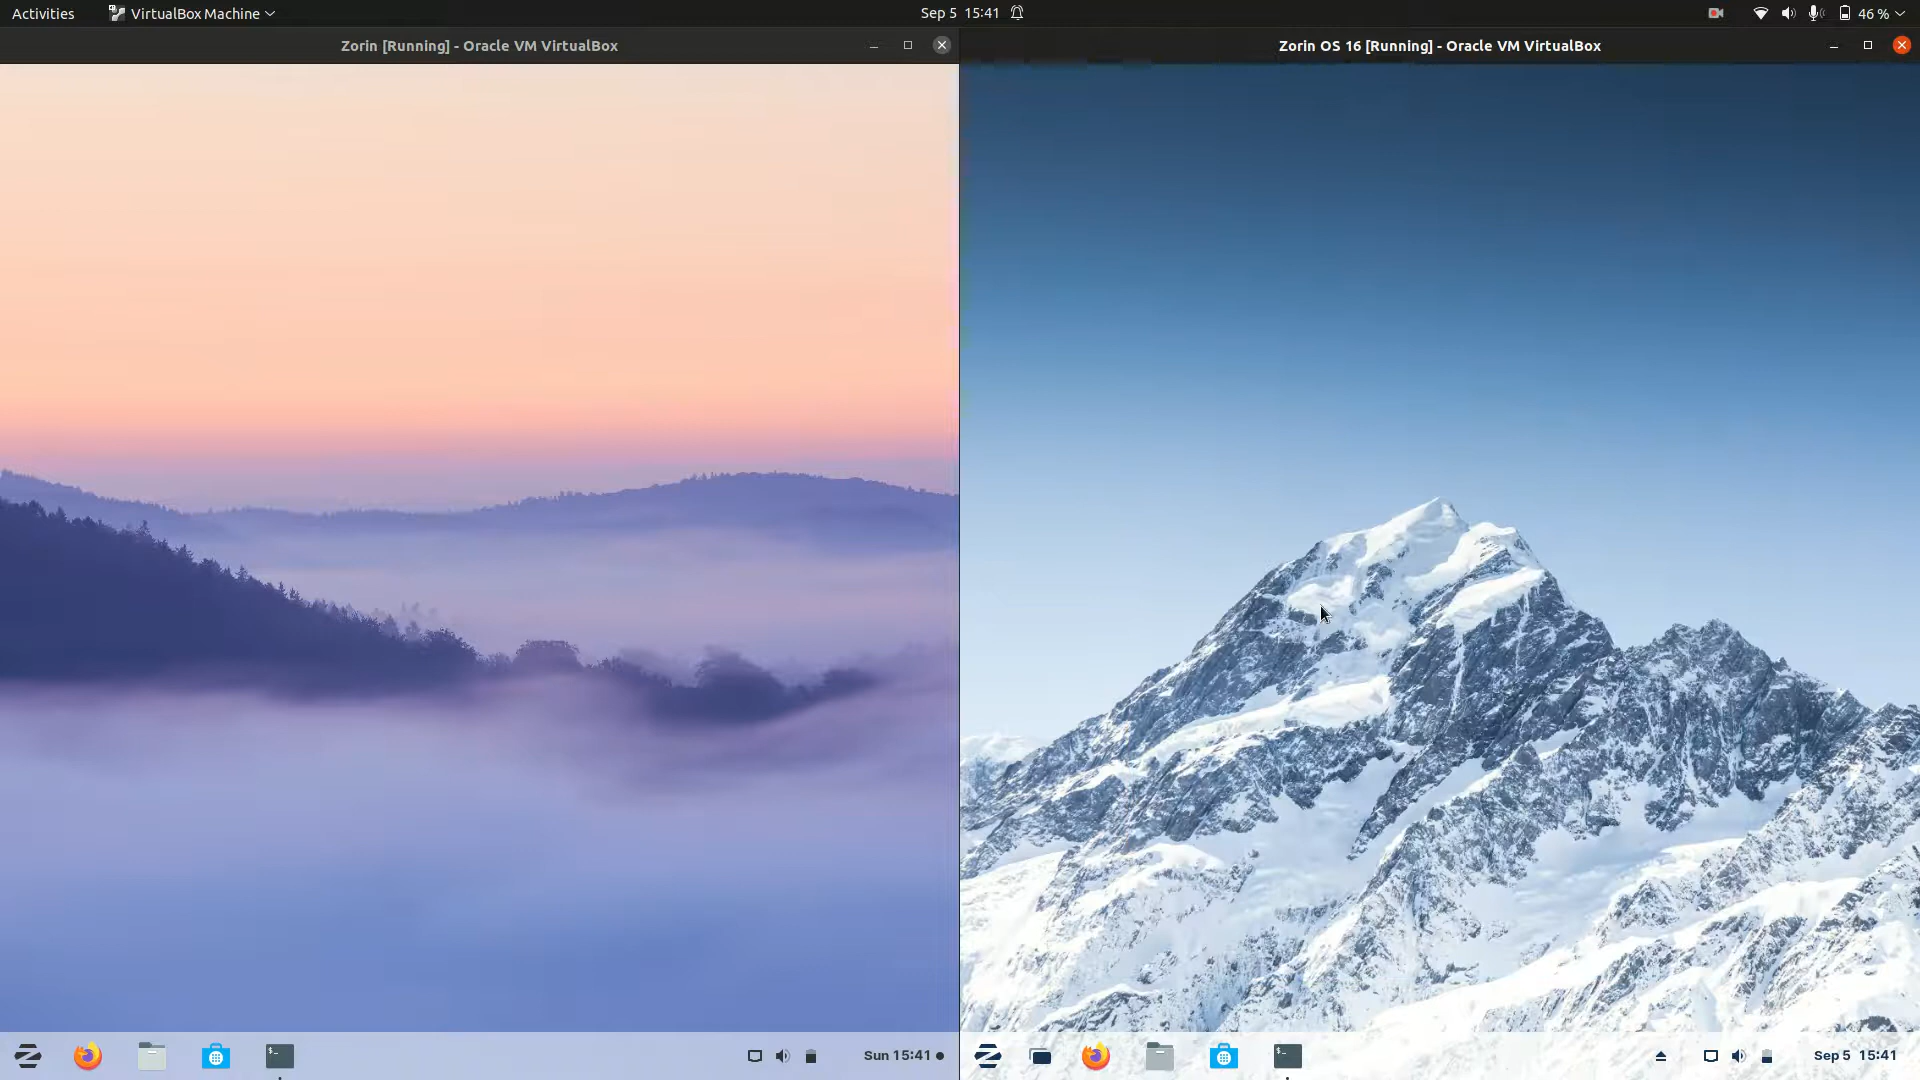 Activities VirtualBox Machine Sep 5 15:41 46 %
Zorin [Running] - Oracle VM VirtualBox
Zorin OS 16 [Running] - Oracle VM VirtualBox
Sun 15:41
Sep 5 15:41